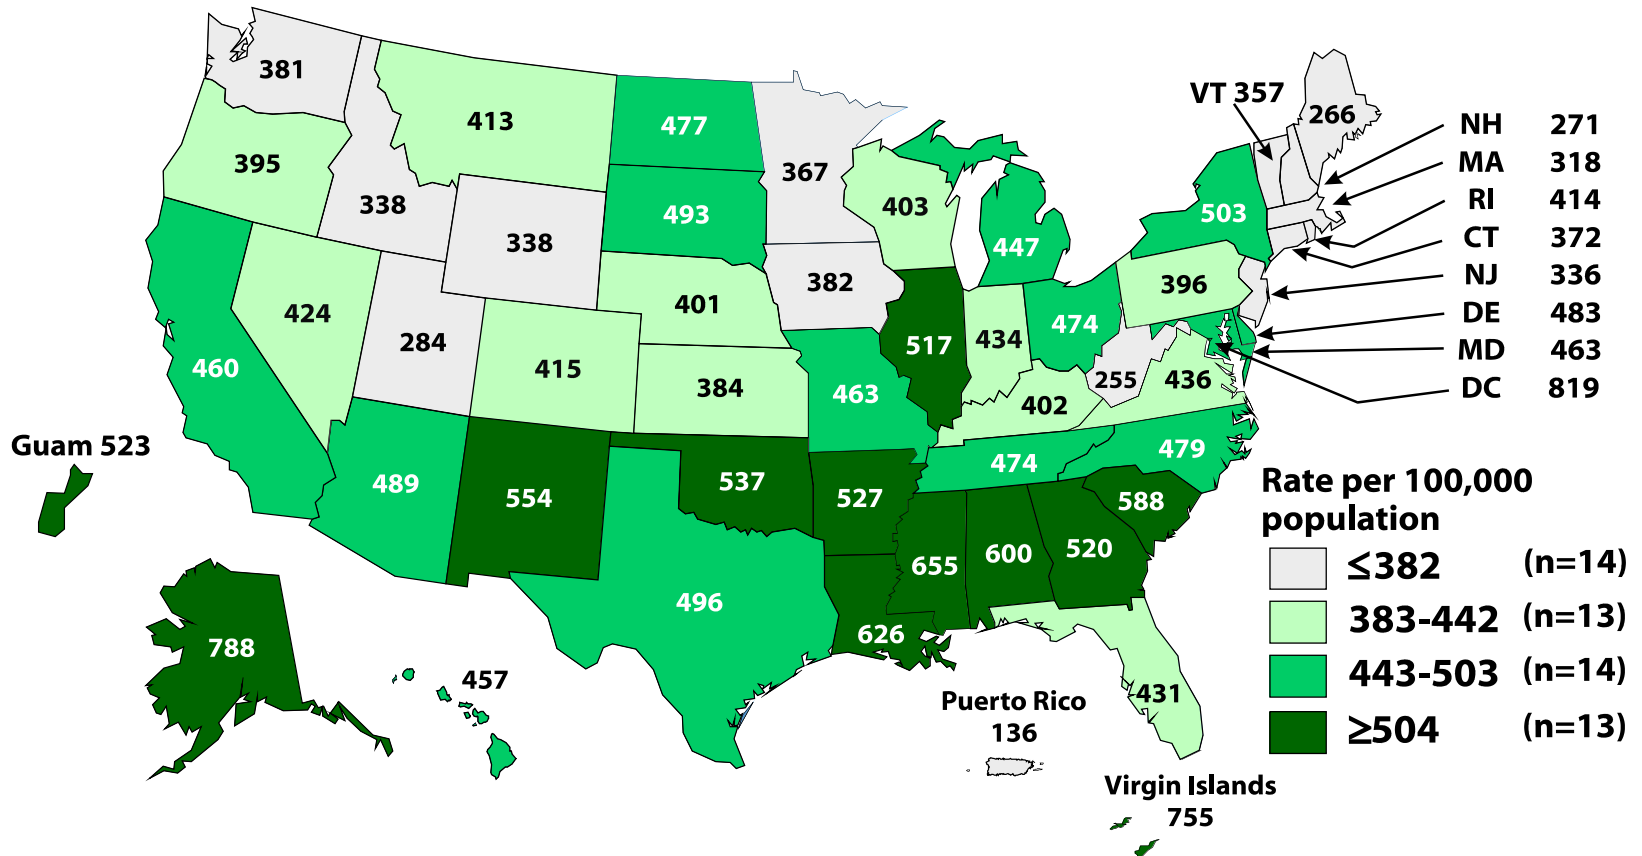 381
395
413
338
338
477
493
367
403
382
447
VT 357
266
NH 271
MA 318
RI 414
CT 372
NJ 336
DE 483
MD 463
DC 819
503
396
401
424
284
415
384
460
463
517
434
474
255
436
402
474
479
489
554
537
527
588
655
600
520
496
626
431
Guam 523
788
457
Puerto Rico
136
Virgin Islands
755
Rate per 100,000
population
≤382 (n=14)
383-442 (n=13)
443-503 (n=14)
≥504 (n=13)